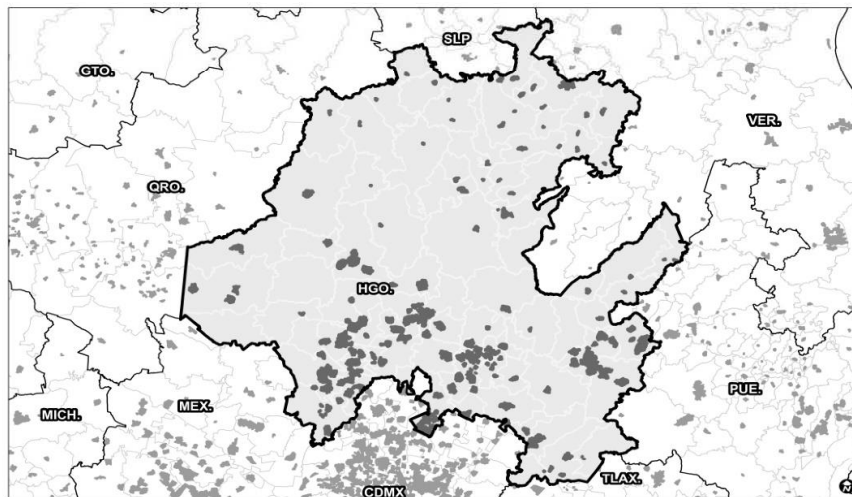 SLP
GTO.
VER.
QRO.
HGO.
PUE.
MICH.
MEX.
TLAX.
CDMX